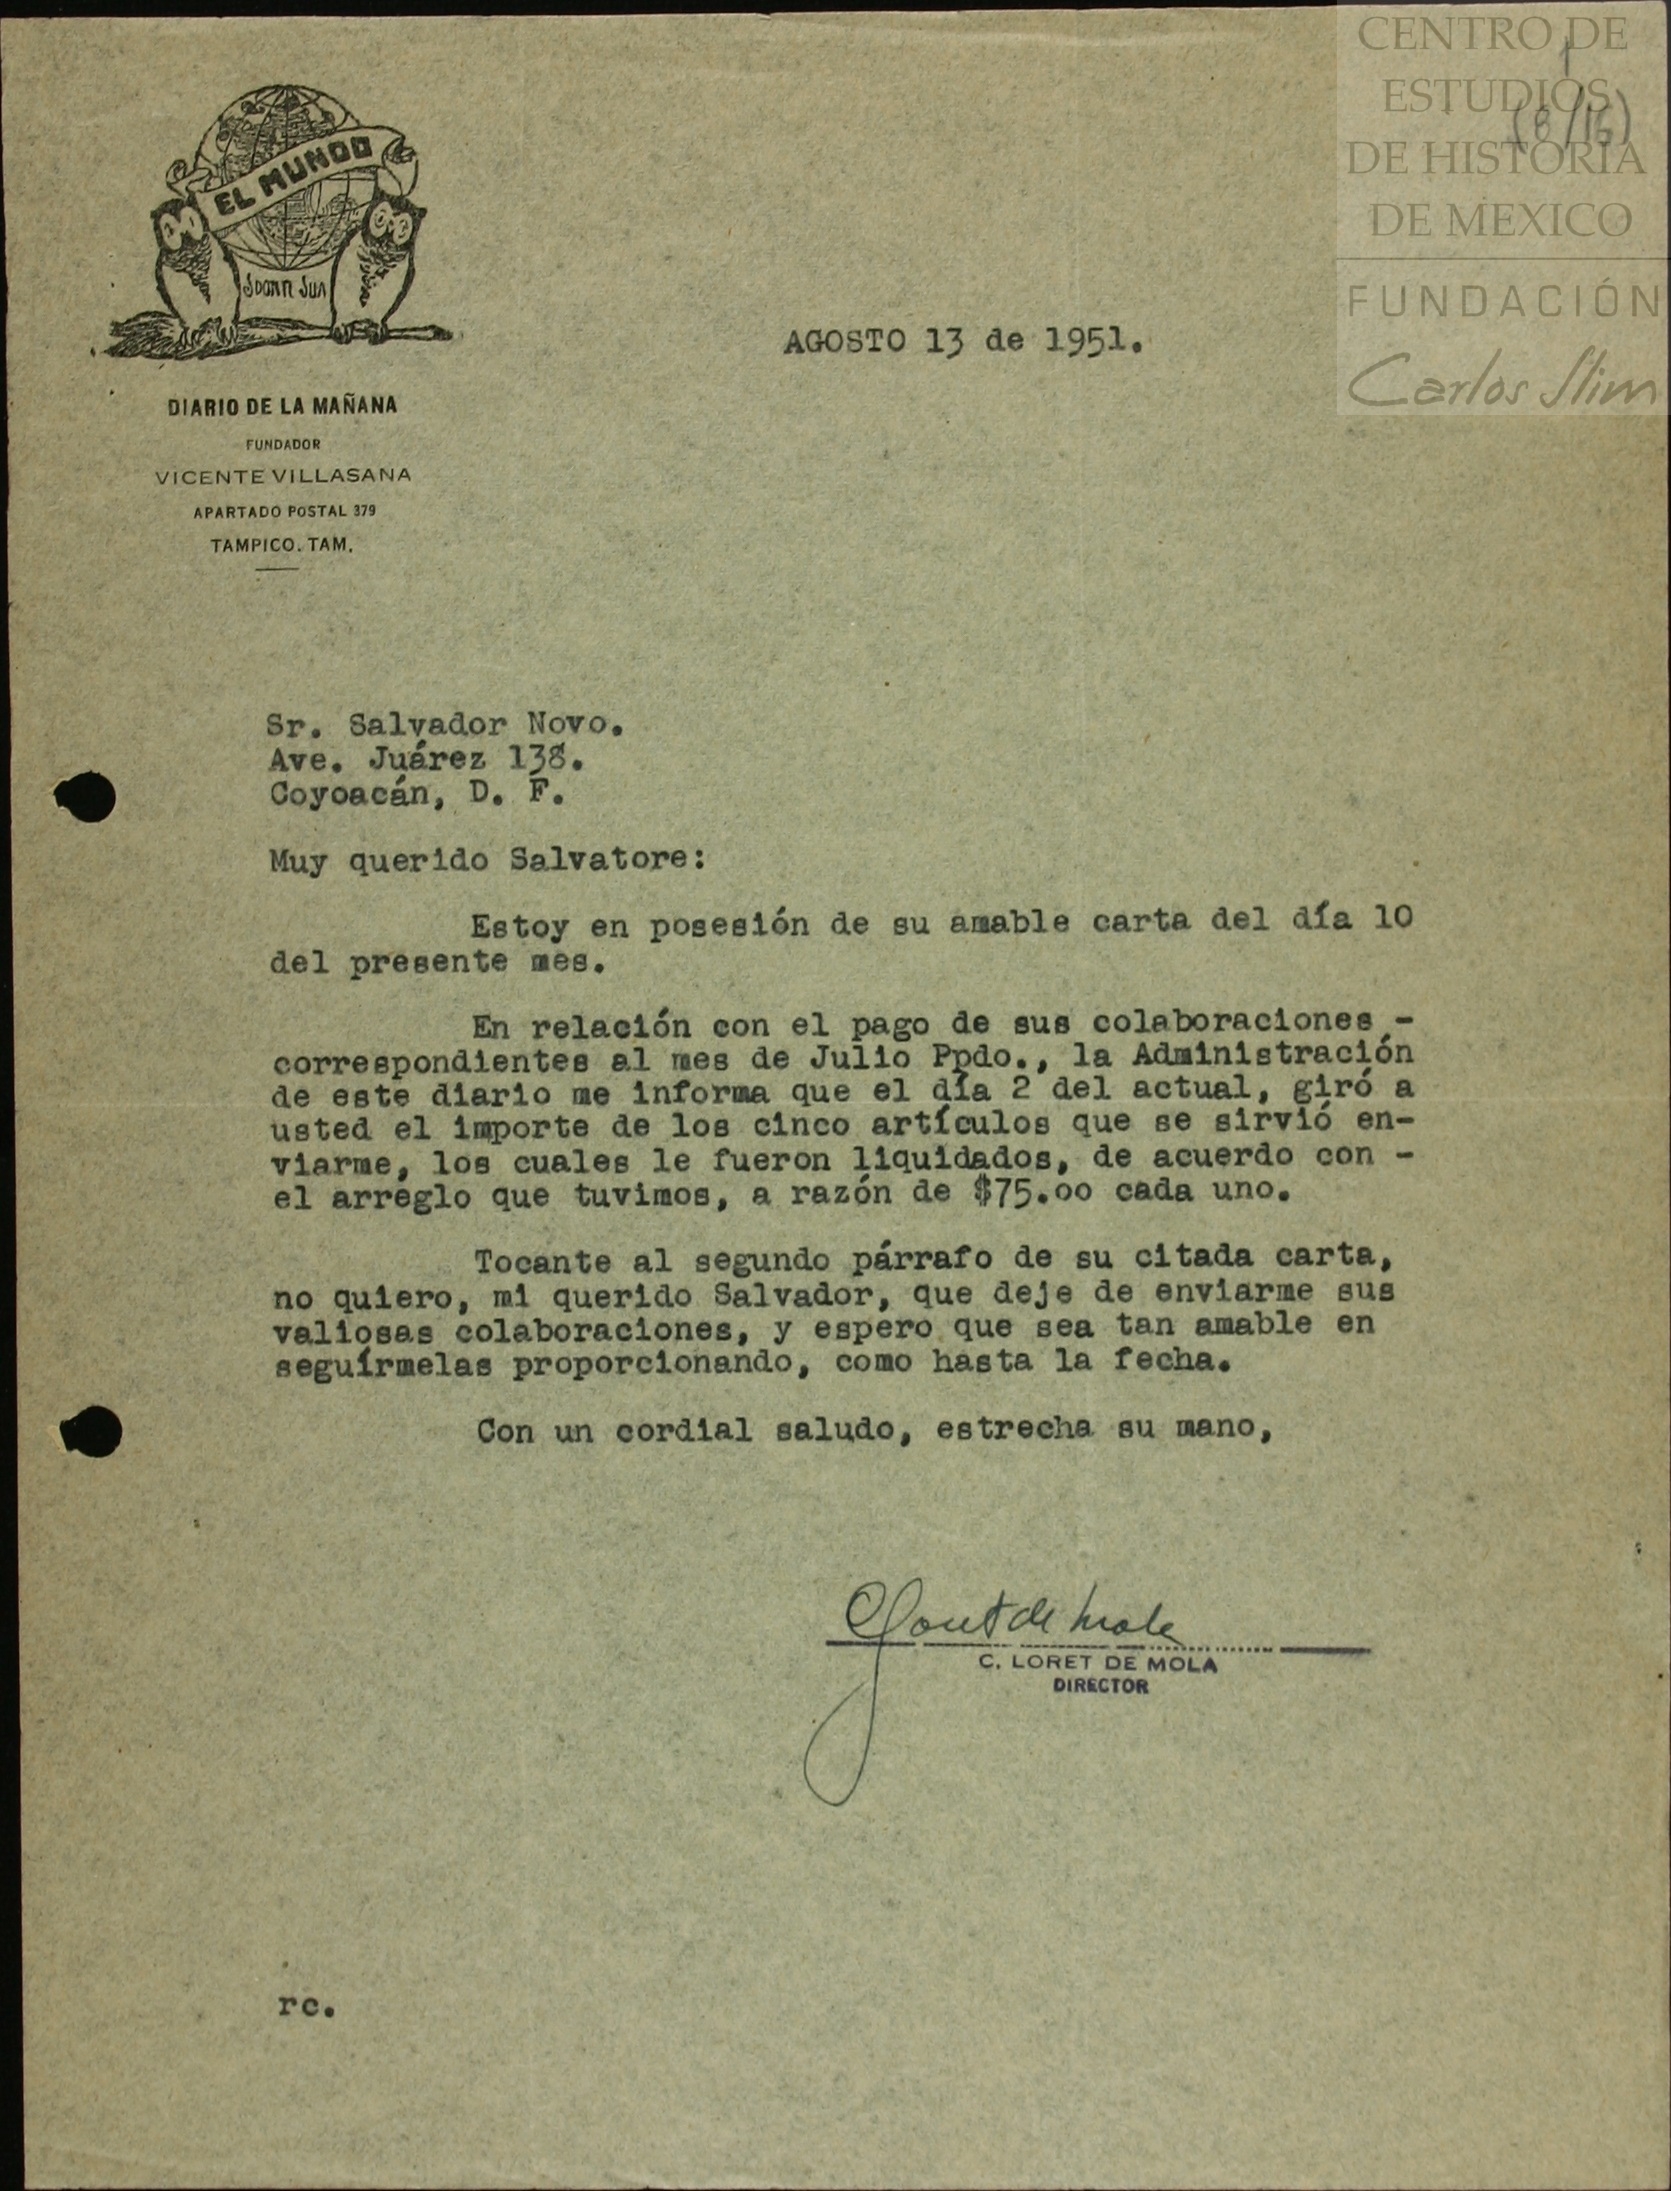 CENTRO DE
ESTUDIOS
DE HISTORIA
DE MEXICO
FUNDACIÓN
Carlos Slim
EL MUNDO
DIARIO DE LA MAÑANA
FUNDADOR
VICENTE VILLASANA
APARTADO POSTAL 379
TAMPICO. TAM.
AGOSTO 13 de 1951.
Sr. Salvador Novo.
Ave. Juárez 138.
Coyoacán, D. F.
Muy querido Salvatore:
Estoy en posesión de su amable carta del día 10
del presente mes.
En relación con el pago de sus colaboraciones -
correspondientes al mes de Julio Ppdo., la Administración
de este diario me informa que el día 2 del actual, giró a
usted el importe de los cinco artículos que se sirvió en-
viarme, los cuales le fueron liquidados, de acuerdo con -
el arreglo que tuvimos, a razón de $75.oo cada uno.
Tocante al segundo párrafo de su citada carta,
no quiero, mi querido Salvador, que deje de enviarme sus
valiosas colaboraciones, y espero que sea tan amable en
seguírmelas proporcionando, como hasta la fecha.
Con un cordial saludo, estrecha su mano,
C. LORET DE MOLA
DIRECTOR
rc.